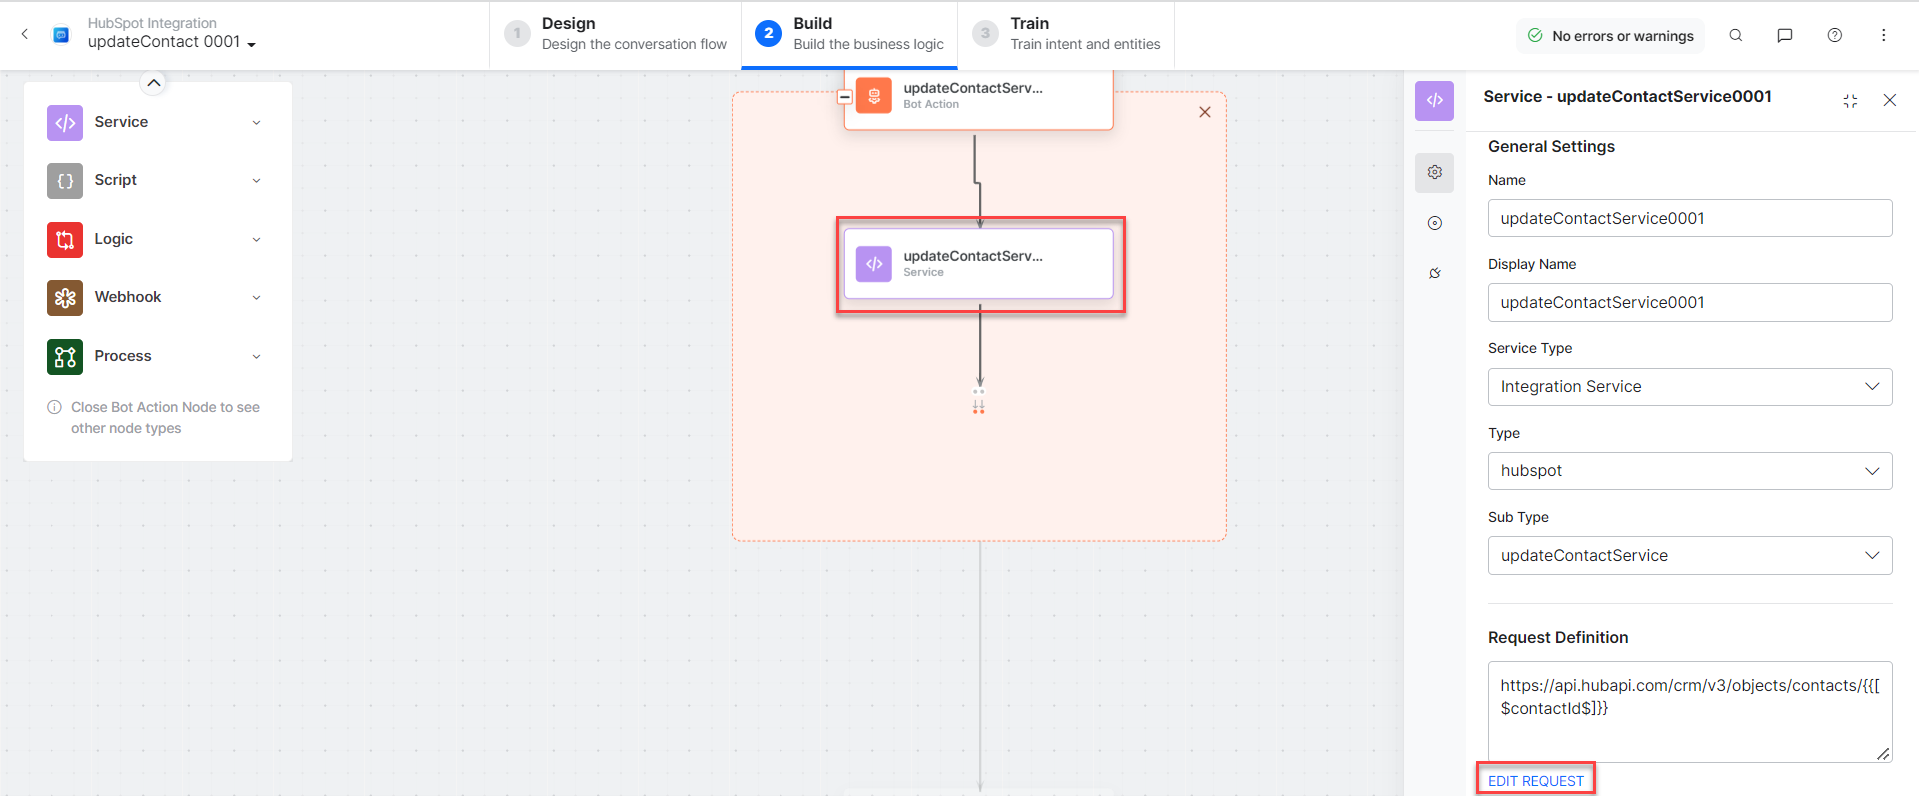 HubSpot Integration
updateContact 0001
1
Design
Design the conversation flow
2
Build
Build the business logic
3
Train
Train intent and entities
No errors or warnings
Service
Script
Logic
Webhook
Process
Close Bot Action Node to see
other node types
updateContactServ...
Bot Action
updateContactServ...
Service
Service - updateContactService0001
General Settings
Name
updateContactService0001
Display Name
updateContactService0001
Service Type
Integration Service
Type
hubspot
Sub Type
updateContactService
Request Definition
https://api.hubapi.com/crm/v3/objects/contacts/{{[
$contactId$]}}
EDIT REQUEST